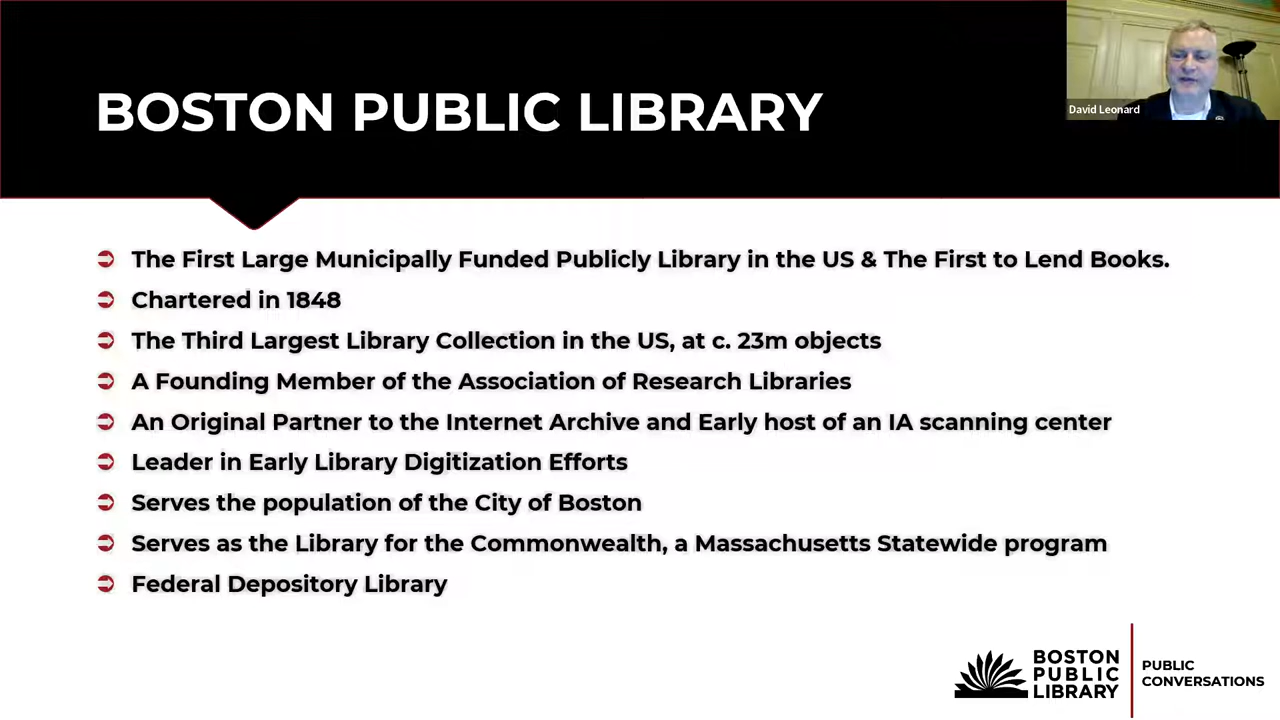 BOSTON PUBLIC LIBRARY
David Leonard
The First Large Municipally Funded Publicly Library in the US & The First to Lend Books.
Chartered in 1848
The Third Largest Library Collection in the US, at c. 23m objects
A Founding Member of the Association of Research Libraries
An Original Partner to the Internet Archive and Early host of an IA scanning center
Leader in Early Library Digitization Efforts
Serves the population of the City of Boston
Serves as the Library for the Commonwealth, a Massachusetts Statewide program
Federal Depository Library
BOSTON
PUBLIC
LIBRARY
PUBLIC
CONVERSATIONS